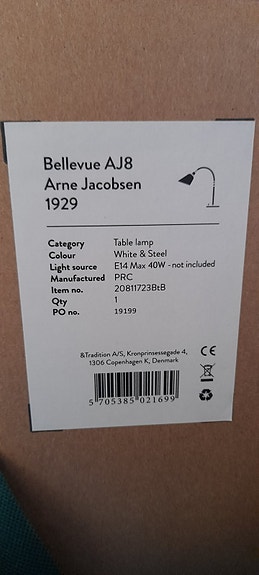 Bellevue AJ8
Arne Jacobsen
1929
Category Table lamp
Colour White & Steel
Light source E14 Max 40W - not included
Manufactured PRC
Item no. 20811723BtB
Qty 1
PO no. 19199
&Tradition A/S, Kronprinsessegade 4,
1306 Copenhagen K, Denmark
CE
5 705385 021699